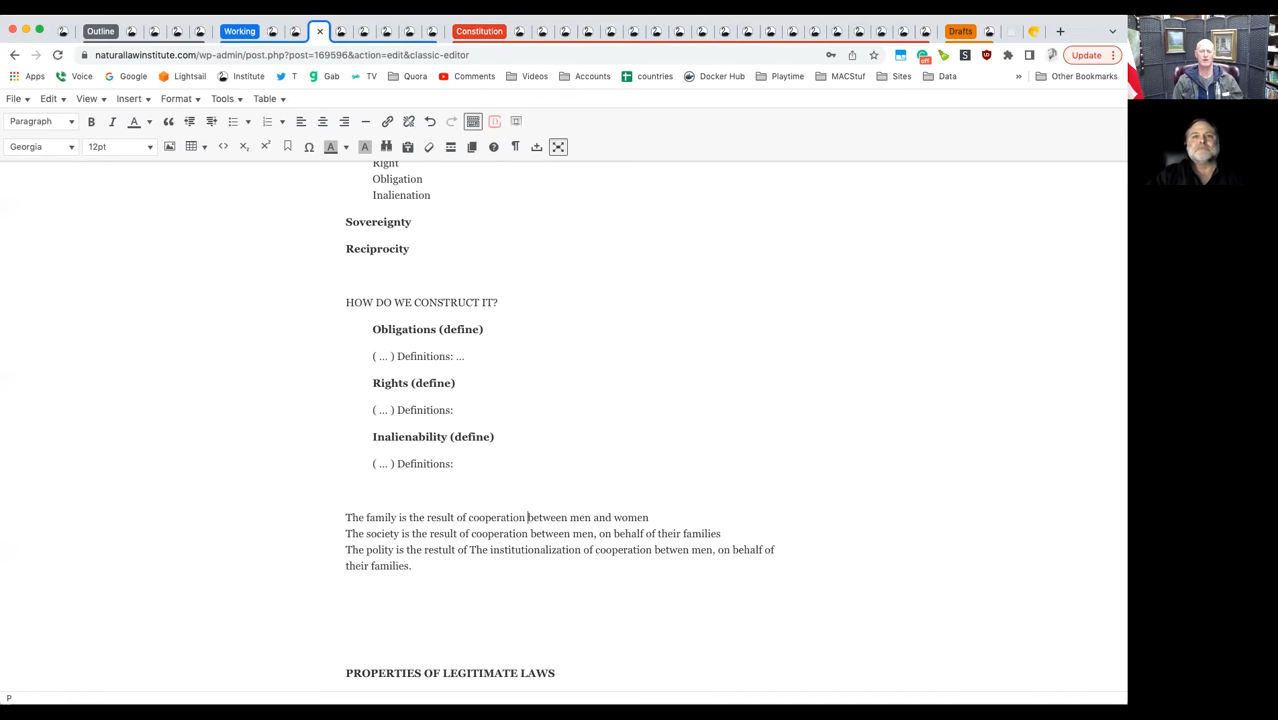 Outline
Working
Constitution
Drafts
naturallawinstitute.com/wp-admin/post.php?post=169596&action=edit&classic-editor
off
Update
Apps Voice Google Lightsail Institute T Gab TV Quora Comments Videos Accounts countries Docker Hub Playtime MACStuf Sites Data » Other Bookmarks
File Edit View Insert Format Tools Table
Paragraph B I A
Georgia 12pt
Right
Obligation
Inalienation
Sovereignty
Reciprocity
HOW DO WE CONSTRUCT IT?
Obligations (define)
( ... ) Definitions: ...
Rights (define)
( ... ) Definitions:
Inalienability (define)
( ... ) Definitions:
The family is the result of cooperation between men and women
The society is the result of cooperation between men, on behalf of their families
The polity is the restult of The institutionalization of cooperation betwen men, on behalf of
their families.
PROPERTIES OF LEGITIMATE LAWS
P